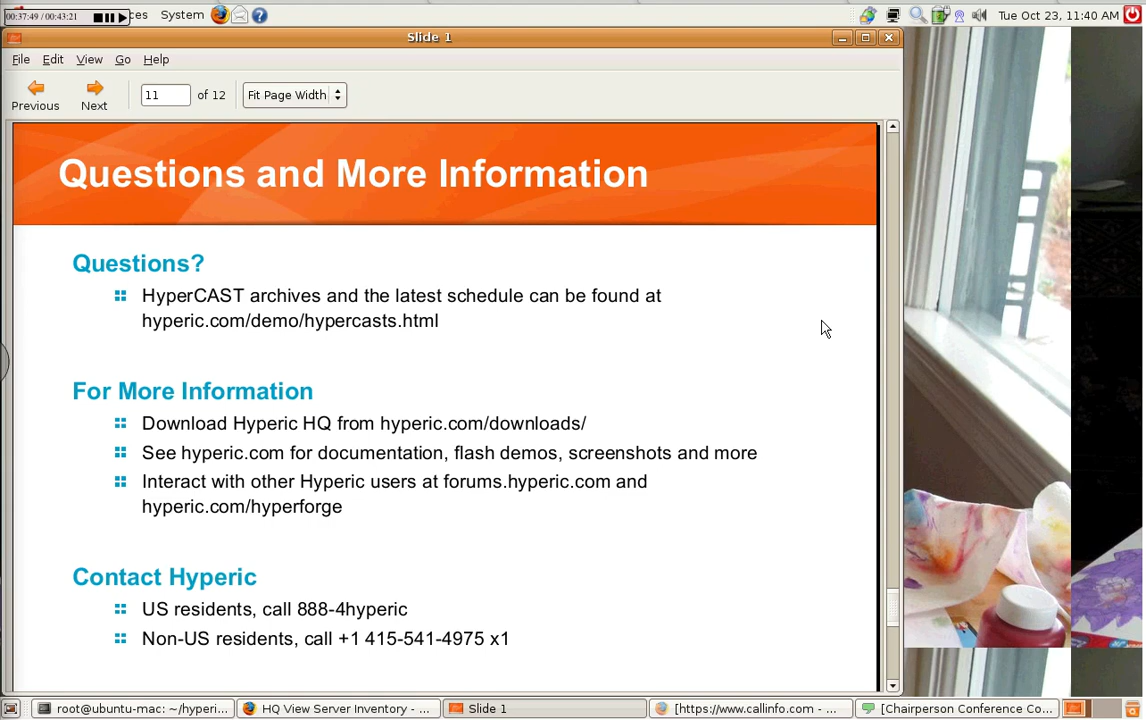 00:37:49 / 00:43:21
ces System
Tue Oct 23, 11:40 AM
Slide 1
File Edit View Go Help
Previous Next 11 of 12 Fit Page Width
Questions and More Information
Questions?
HyperCAST archives and the latest schedule can be found at
hyperic.com/demo/hypercasts.html
For More Information
Download Hyperic HQ from hyperic.com/downloads/
See hyperic.com for documentation, flash demos, screenshots and more
Interact with other Hyperic users at forums.hyperic.com and
hyperic.com/hyperforge
Contact Hyperic
US residents, call 888-4hyperic
Non-US residents, call +1 415-541-4975 x1
root@ubuntu-mac: ~/hyperi... HQ View Server Inventory - ... Slide 1 [https://www.callinfo.com - ... [Chairperson Conference Co...